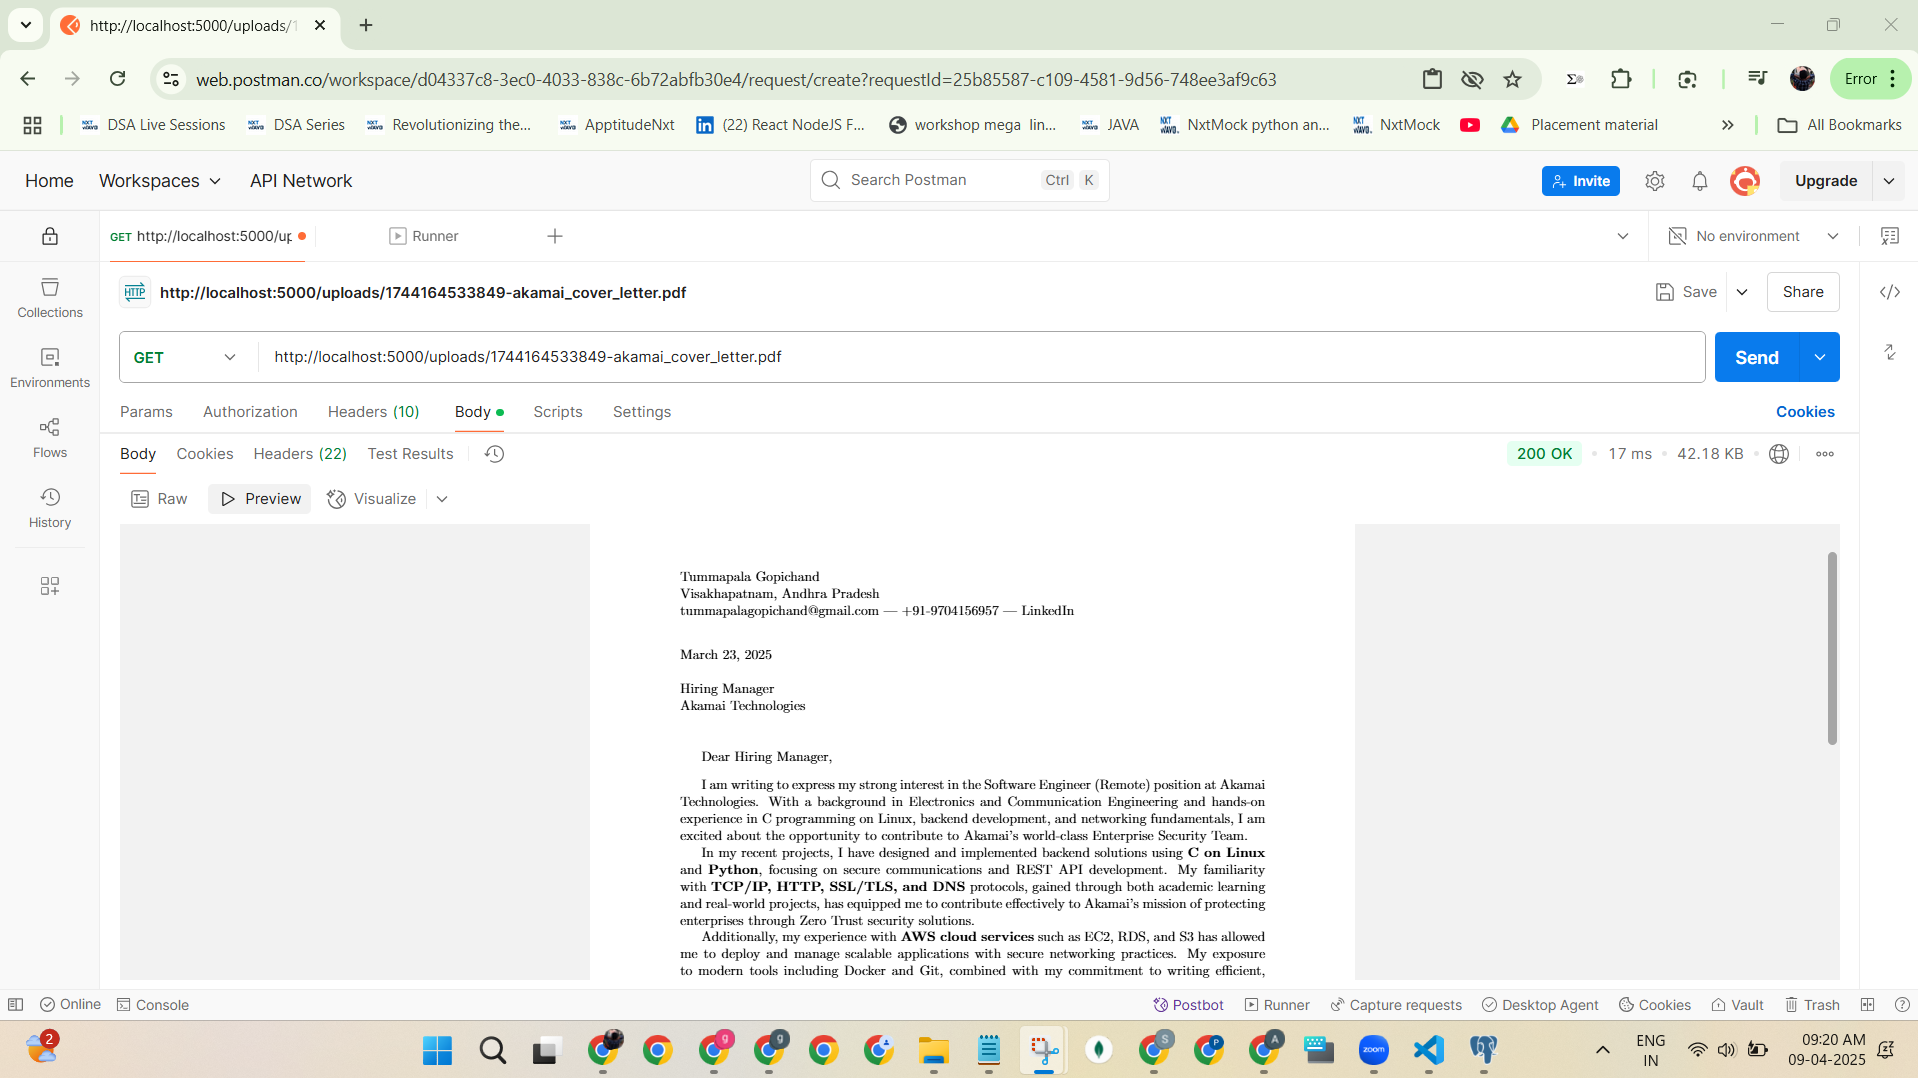 http://localhost:5000/uploads/1
web.postman.co/workspace/d04337c8-3ec0-4033-838c-6b72abfb30e4/request/create?requestId=25b85587-c109-4581-9d56-748ee3af9c63
Error
DSA Live Sessions
DSA Series
Revolutionizing the...
ApptitudeNxt
(22) React NodeJS F...
workshop mega lin...
JAVA
NxtMock python an...
NxtMock
Placement material
All Bookmarks
Home
Workspaces
API Network
Search Postman
Ctrl
K
Invite
Upgrade
GET http://localhost:5000/up
Runner
No environment
Collections
Environments
Flows
History
HTTP
http://localhost:5000/uploads/1744164533849-akamai_cover_letter.pdf
Save
Share
GET
http://localhost:5000/uploads/1744164533849-akamai_cover_letter.pdf
Send
Params
Authorization
Headers (10)
Body
Scripts
Settings
Cookies
Body
Cookies
Headers (22)
Test Results
200 OK
17 ms
42.18 KB
Raw
Preview
Visualize
Tummapala Gopichand
Visakhapatnam, Andhra Pradesh
tummapalagopichand@gmail.com — +91-9704156957 — LinkedIn
March 23, 2025
Hiring Manager
Akamai Technologies
Dear Hiring Manager,
I am writing to express my strong interest in the Software Engineer (Remote) position at Akamai
Technologies. With a background in Electronics and Communication Engineering and hands-on
experience in C programming on Linux, backend development, and networking fundamentals, I am
excited about the opportunity to contribute to Akamai's world-class Enterprise Security Team.
In my recent projects, I have designed and implemented backend solutions using C on Linux
and Python, focusing on secure communications and REST API development. My familiarity
with TCP/IP, HTTP, SSL/TLS, and DNS protocols, gained through both academic learning
and real-world projects, has equipped me to contribute effectively to Akamai's mission of protecting
enterprises through Zero Trust security solutions.
Additionally, my experience with AWS cloud services such as EC2, RDS, and S3 has allowed
me to deploy and manage scalable applications with secure networking practices. My exposure
to modern tools including Docker and Git, combined with my commitment to writing efficient,
Online
Console
Postbot
Runner
Capture requests
Desktop Agent
Cookies
Vault
Trash
2
zoom
ENG
IN
09:20 AM
09-04-2025